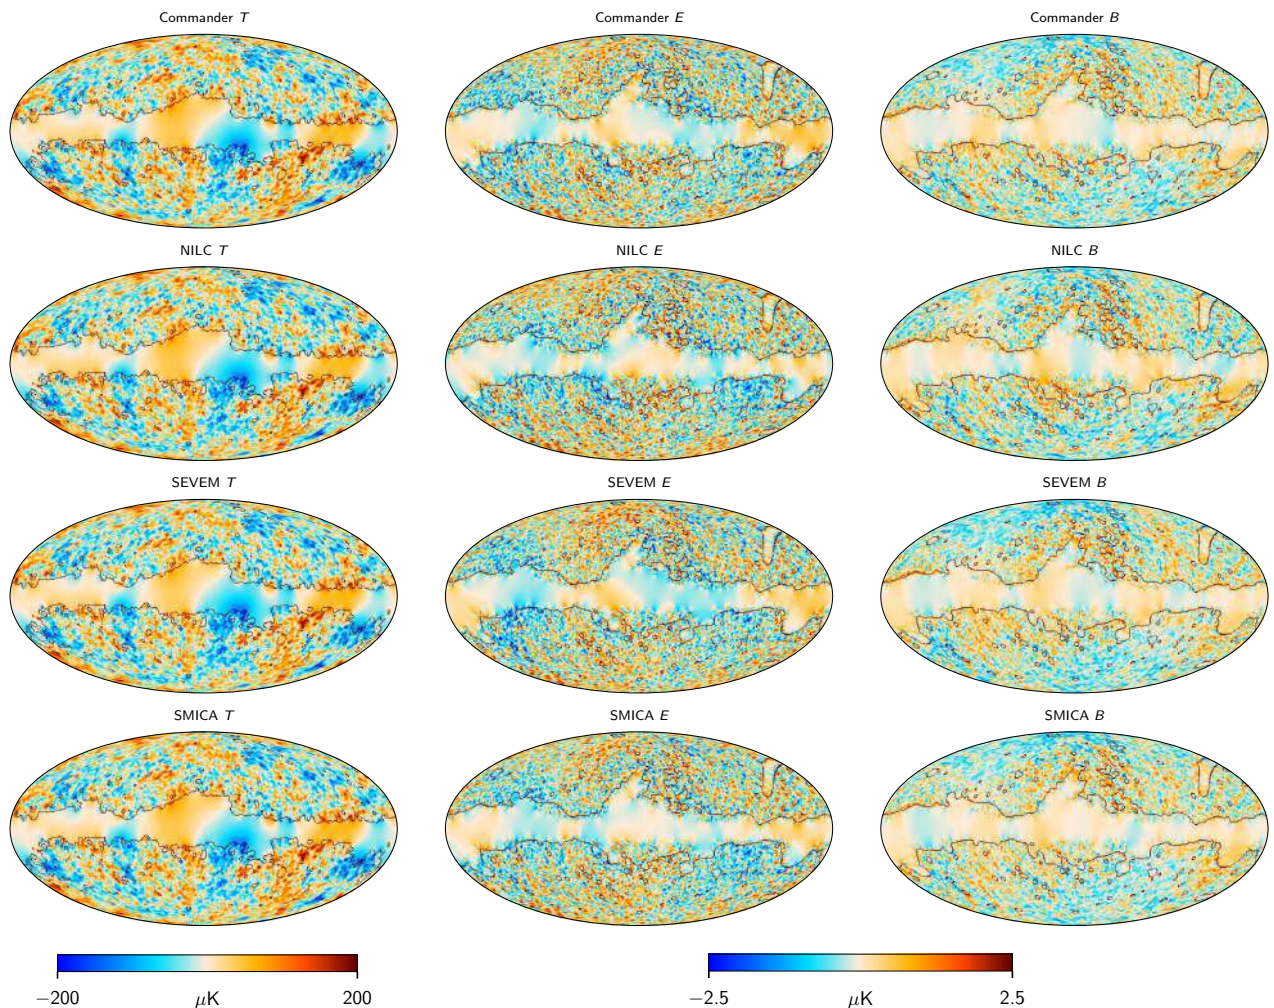 Commander T
Commander E
Commander B
NILC T
NILC E
NILC B
SEVEM T
SEVEM E
SEVEM B
SMICA T
SMICA E
SMICA B
−200 μK 200
−2.5 μK 2.5